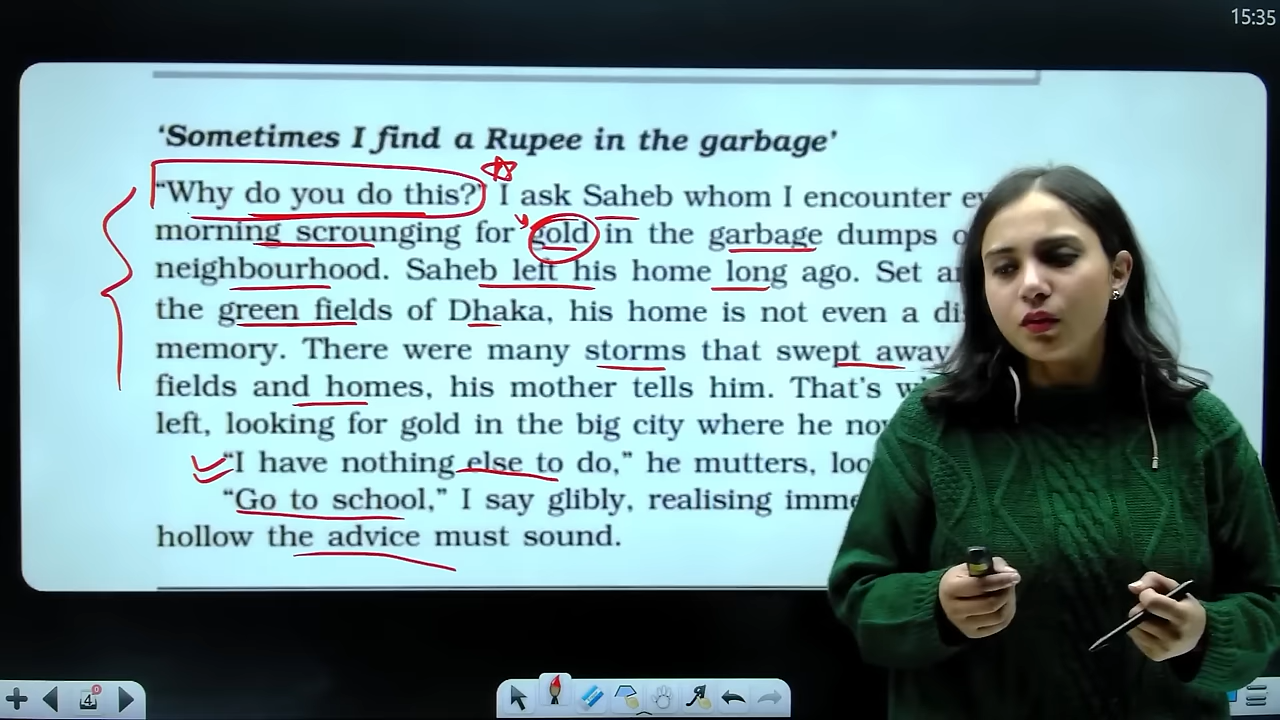 15:35
‘Sometimes I find a Rupee in the garbage’
“Why do you do this?” I ask Saheb whom I encounter
morning scrounging for gold in the garbage dumps
neighbourhood. Saheb left his home long ago. Set
the green fields of Dhaka, his home is not even a
memory. There were many storms that swept away
fields and homes, his mother tells him. That’s
left, looking for gold in the big city where he
“I have nothing else to do,” he mutters,
“Go to school,” I say glibly, realising
hollow the advice must sound.
4